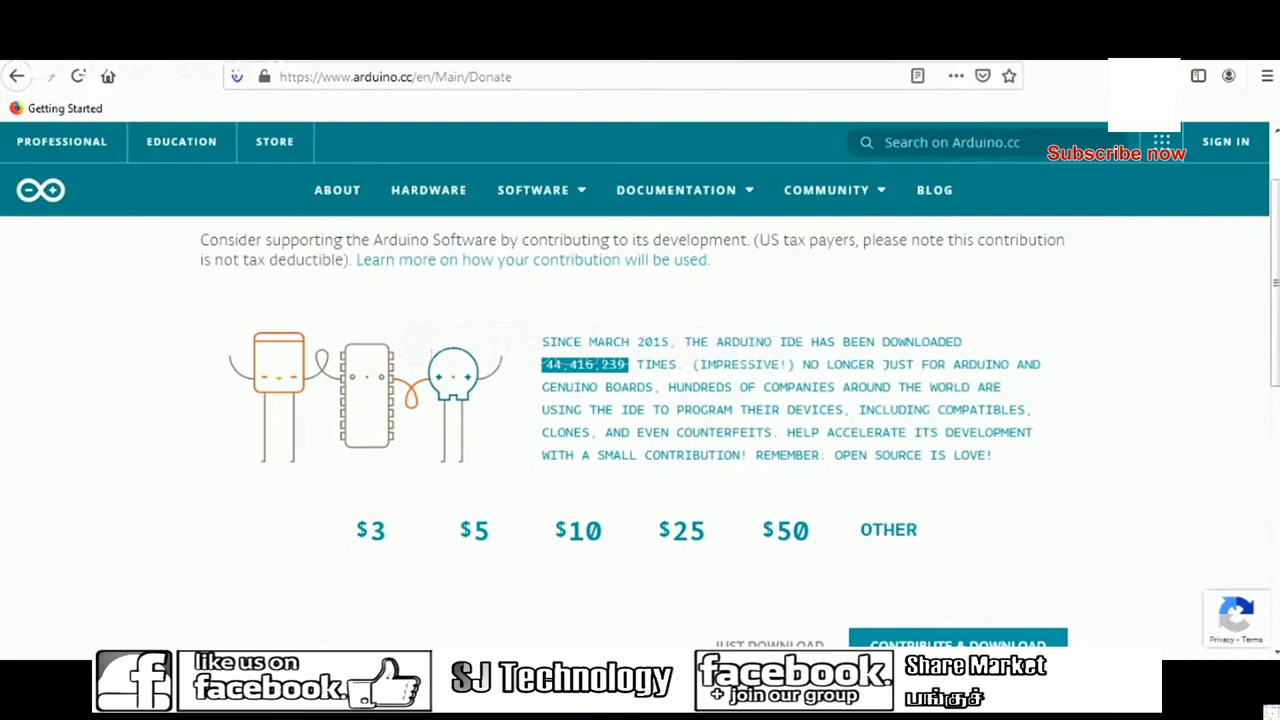 https://www.arduino.cc/en/Main/Donate
Getting Started
PROFESSIONAL
EDUCATION
STORE
Search on Arduino.cc
SIGN IN
Subscribe now
ABOUT
HARDWARE
SOFTWARE
DOCUMENTATION
COMMUNITY
BLOG
Consider supporting the Arduino Software by contributing to its development. (US tax payers, please note this contribution
is not tax deductible). Learn more on how your contribution will be used.
SINCE MARCH 2015, THE ARDUINO IDE HAS BEEN DOWNLOADED
44,416,239 TIMES. (IMPRESSIVE!) NO LONGER JUST FOR ARDUINO AND
GENUINO BOARDS, HUNDREDS OF COMPANIES AROUND THE WORLD ARE
USING THE IDE TO PROGRAM THEIR DEVICES, INCLUDING COMPATIBLES,
CLONES, AND EVEN COUNTERFEITS. HELP ACCELERATE ITS DEVELOPMENT
WITH A SMALL CONTRIBUTION! REMEMBER: OPEN SOURCE IS LOVE!
$3
$5
$10
$25
$50
OTHER
Privacy - Terms
JUST DOWNLOAD
CONTRIBUTE & DOWNLOAD
like us on
facebook.
SJ Technology
facebook.
+ join our group
Share Market